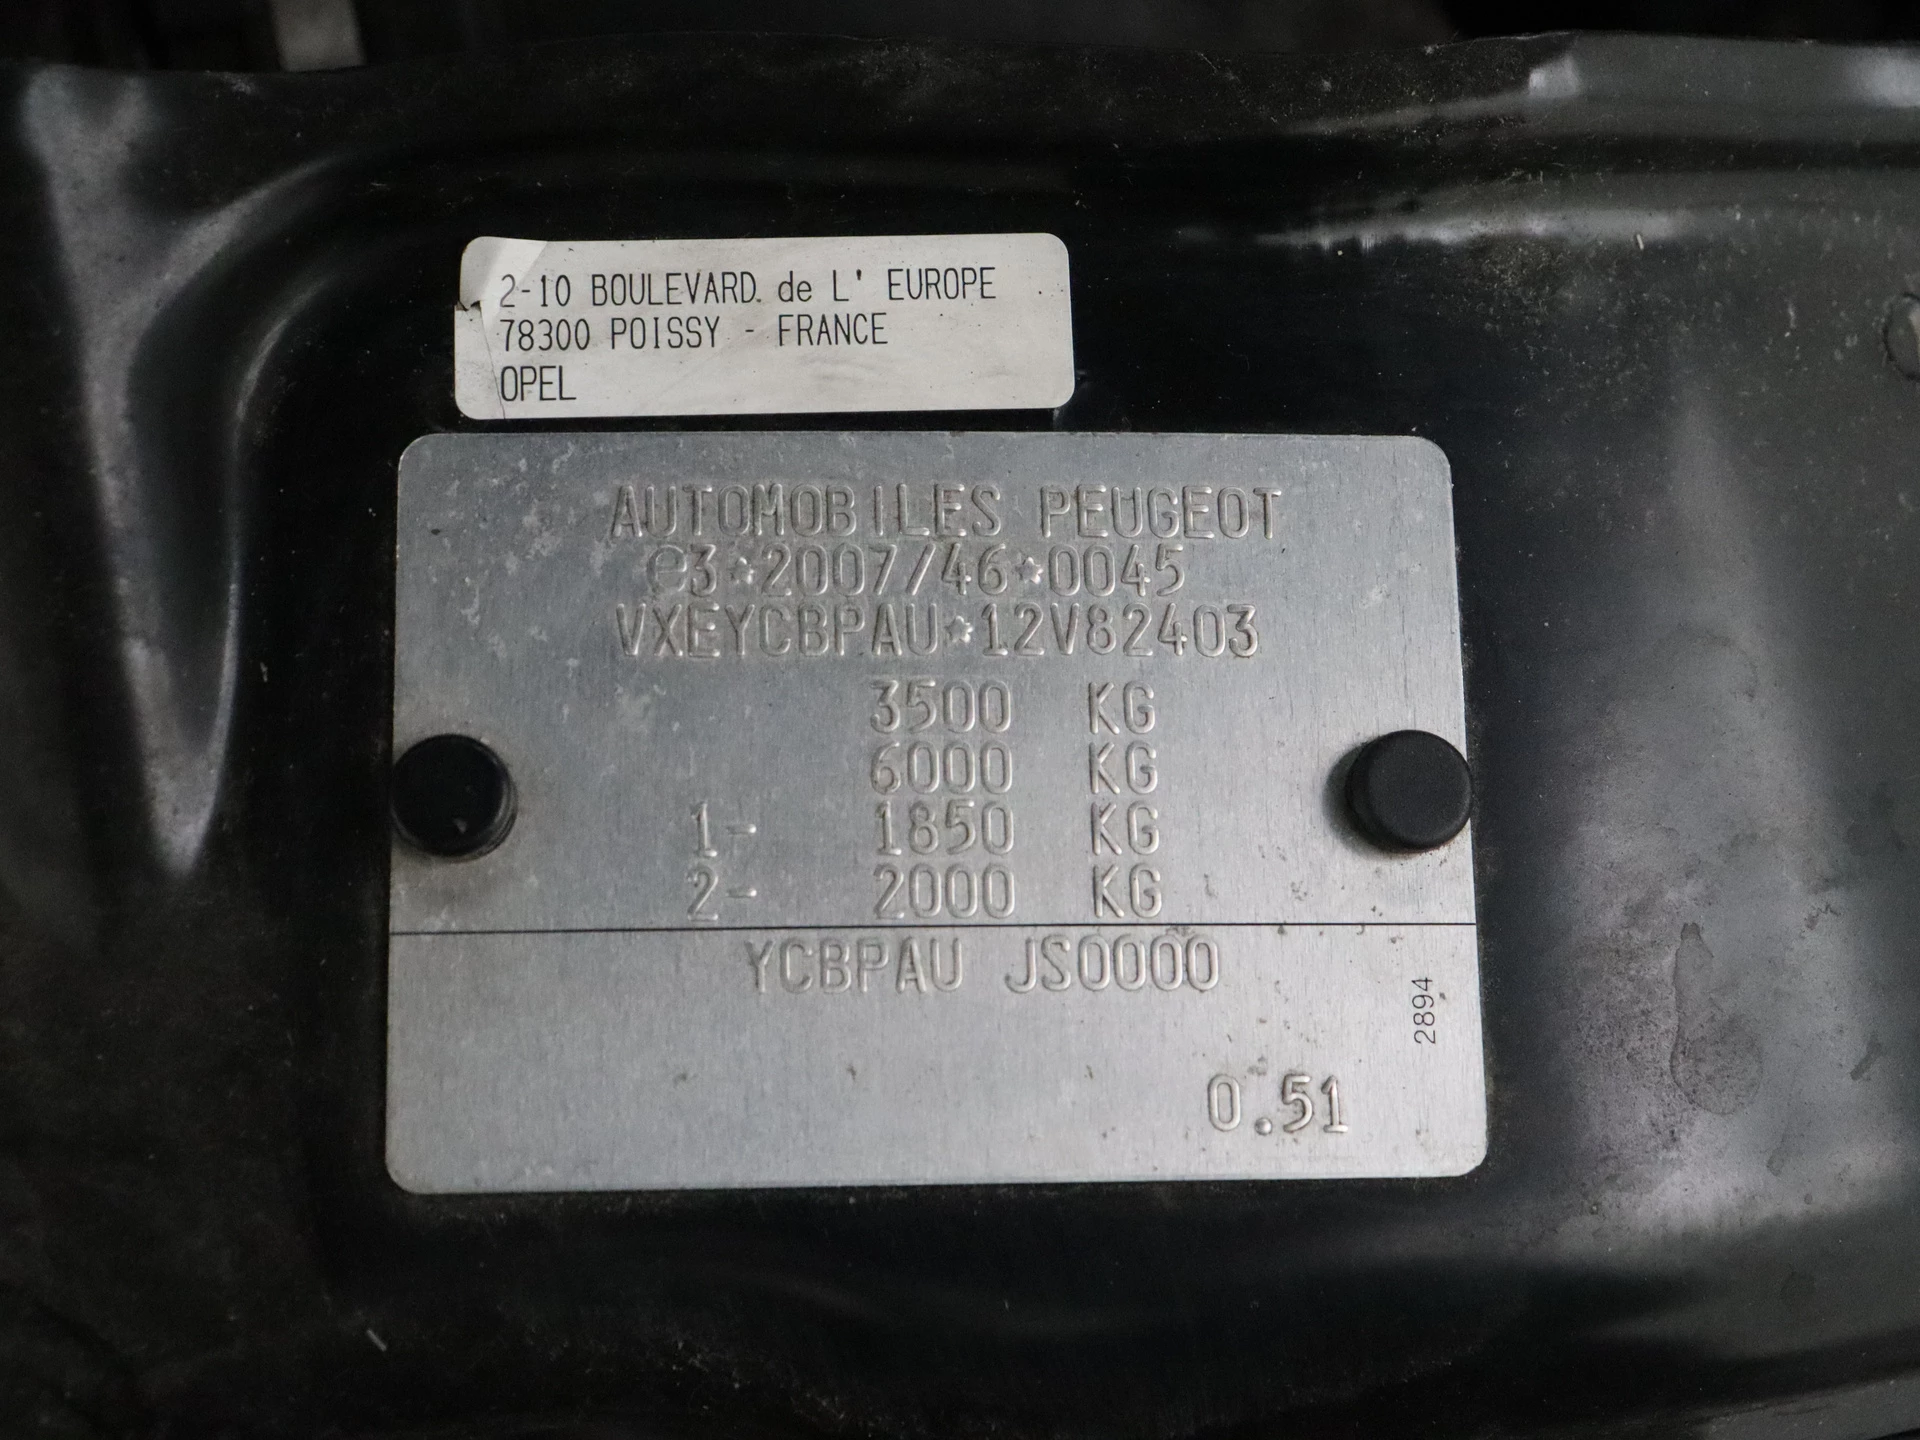 2-10 BOULEVARD. de L' EUROPE
78300 POISSY - FRANCE
OPEL
AUTOMOBILES PEUGEOT
e3*2007/46*0045
VXEYCBPAU*12V82403
3500 KG
6000 KG
1- 1850 KG
2- 2000 KG
YCBPAU JS0000
2894
0.51